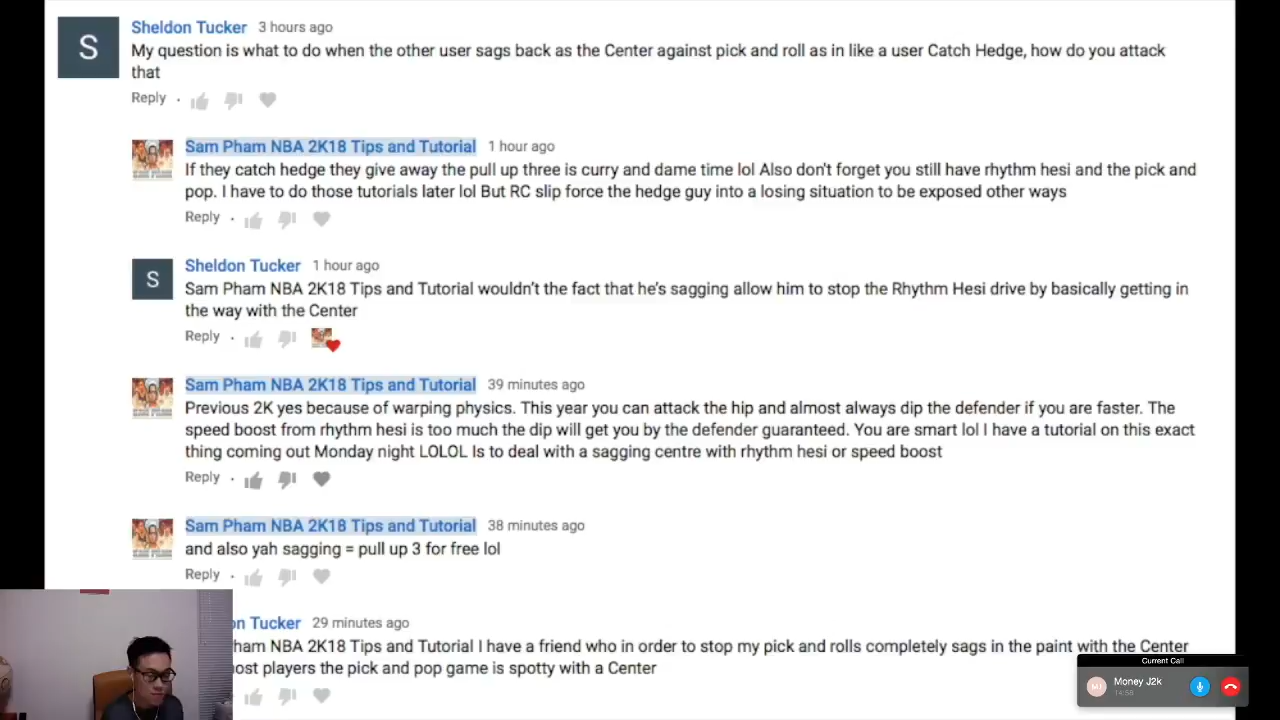 S
Sheldon Tucker 3 hours ago
My question is what to do when the other user sags back as the Center against pick and roll as in like a user Catch Hedge, how do you attack
that
Reply
Sam Pham NBA 2K18 Tips and Tutorial 1 hour ago
If they catch hedge they give away the pull up three is curry and dame time lol Also don't forget you still have rhythm hesi and the pick and
pop. I have to do those tutorials later lol But RC slip force the hedge guy into a losing situation to be exposed other ways
Reply
S
Sheldon Tucker 1 hour ago
Sam Pham NBA 2K18 Tips and Tutorial wouldn't the fact that he's sagging allow him to stop the Rhythm Hesi drive by basically getting in
the way with the Center
Reply
Sam Pham NBA 2K18 Tips and Tutorial 39 minutes ago
Previous 2K yes because of warping physics. This year you can attack the hip and almost always dip the defender if you are faster. The
speed boost from rhythm hesi is too much the dip will get you by the defender guaranteed. You are smart lol I have a tutorial on this exact
thing coming out Monday night LOLOL Is to deal with a sagging centre with rhythm hesi or speed boost
Reply
Sam Pham NBA 2K18 Tips and Tutorial 38 minutes ago
and also yah sagging = pull up 3 for free lol
Reply
Tucker 29 minutes ago
ham NBA 2K18 Tips and Tutorial I have a friend who in order to stop my pick and rolls completely sags in the paint with the Center
ost players the pick and pop game is spotty with a Center
Current Call
Money J2k
14:58